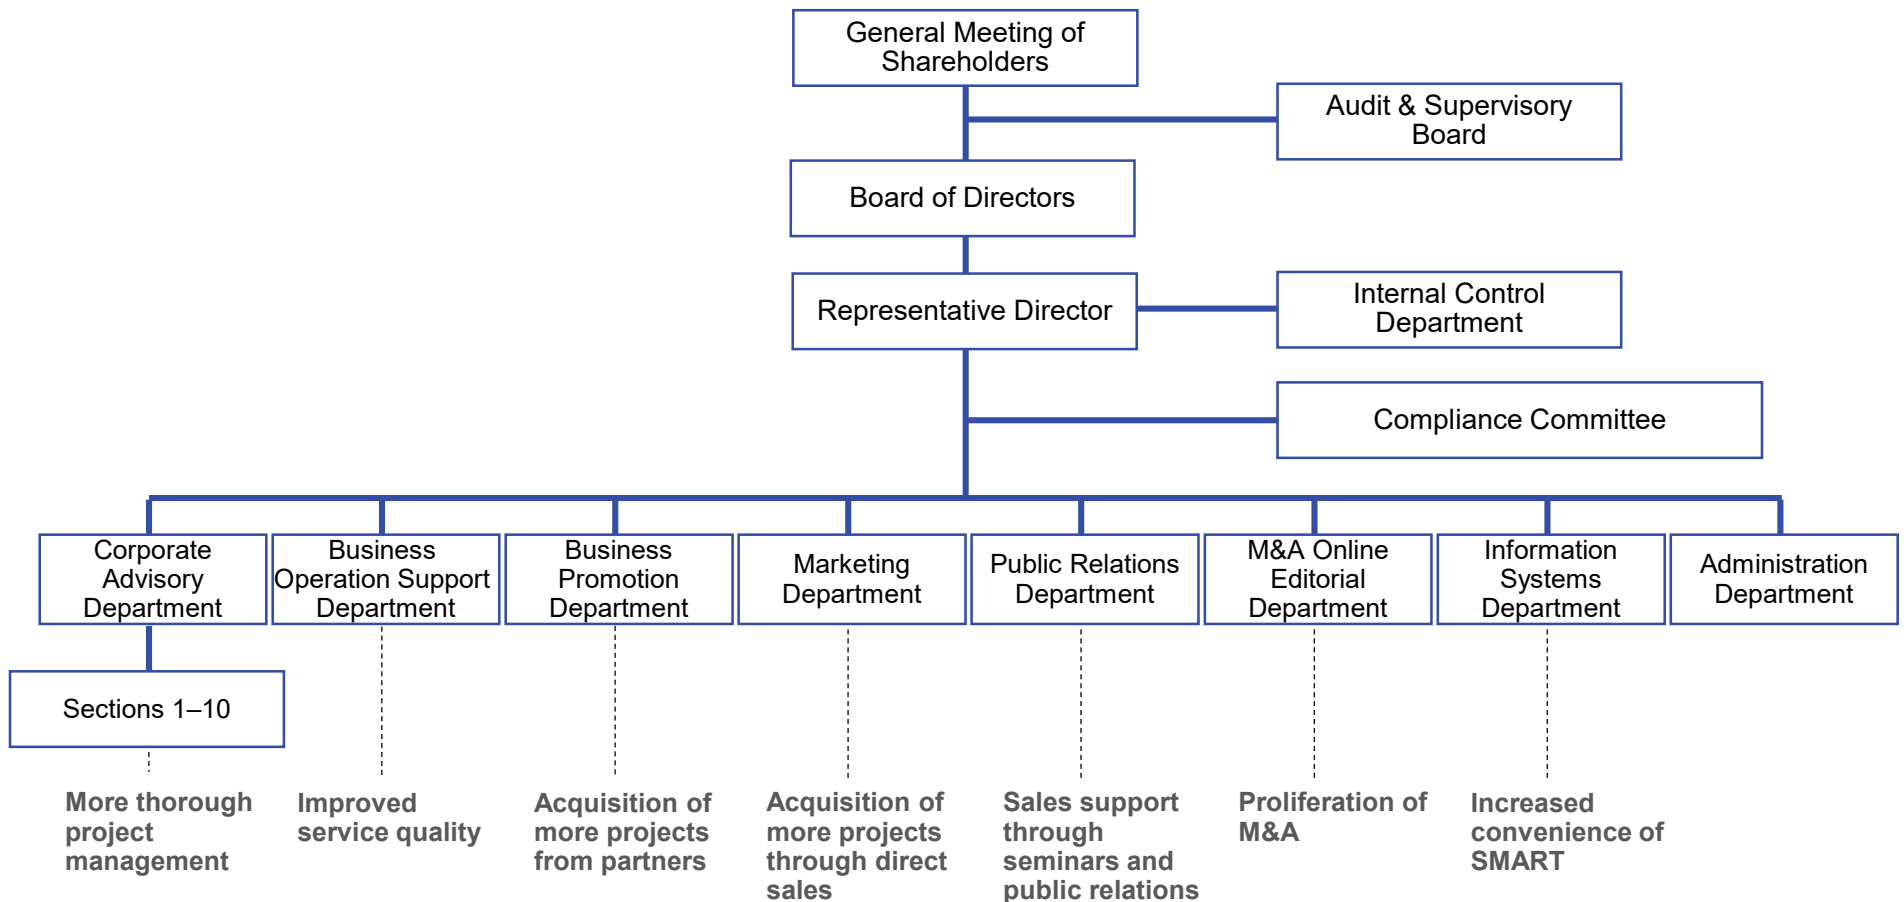 General Meeting of
Shareholders
Audit & Supervisory
Board
Board of Directors
Representative Director
Internal Control
Department
Compliance Committee
Corporate
Advisory
Department
Business
Operation Support
Department
Business
Promotion
Department
Marketing
Department
Public Relations
Department
M&A Online
Editorial
Department
Information
Systems
Department
Administration
Department
Sections 1–10
More thorough
project
management
Improved
service quality
Acquisition of
more projects
from partners
Acquisition of
more projects
through direct
sales
Sales support
through
seminars and
public relations
Proliferation of
M&A
Increased
convenience of
SMART